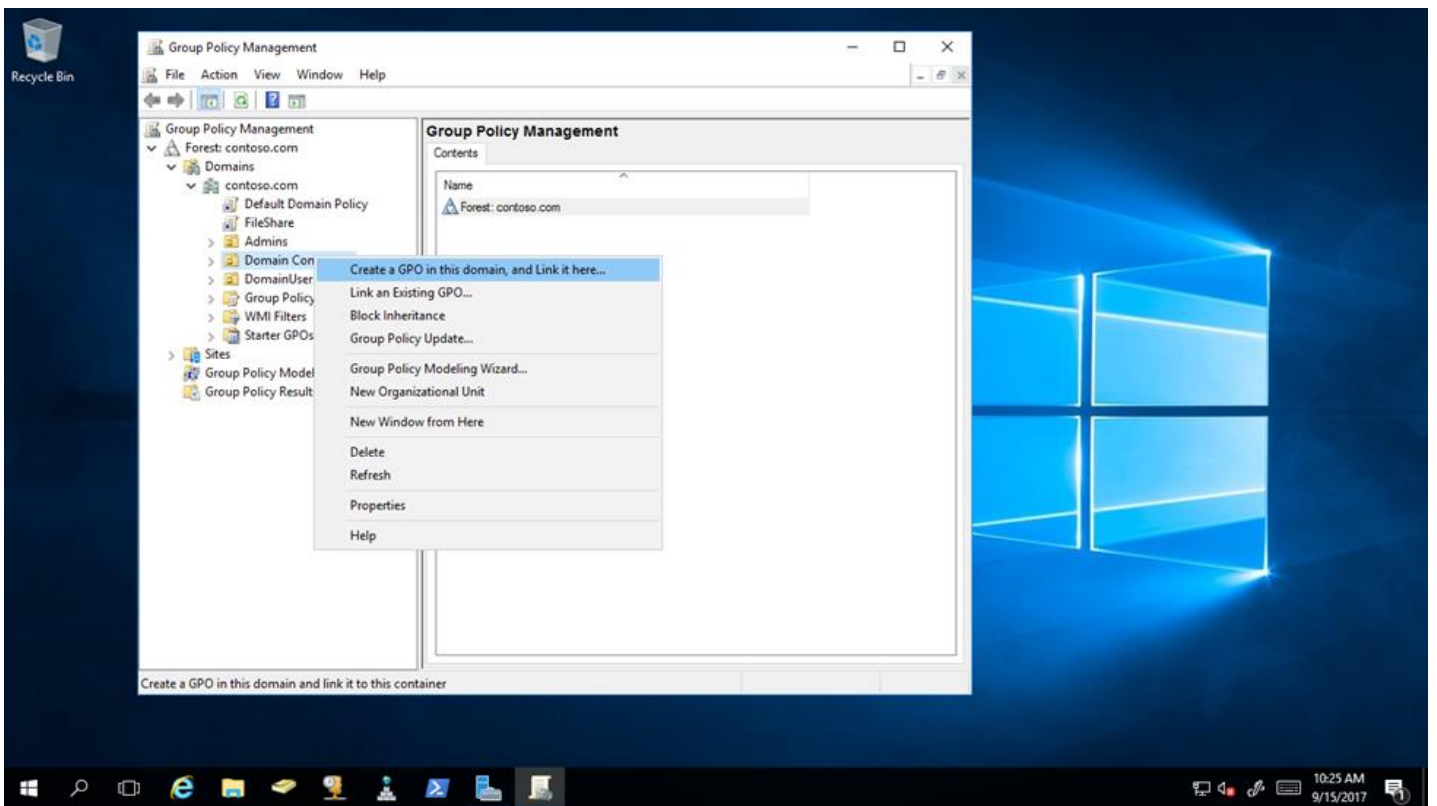 Recycle Bin
Group Policy Management
File Action View Window Help
Group Policy Management
Forest: contoso.com
Domains
contoso.com
Default Domain Policy
FileShare
Admins
Domain Con
DomainUser
Group Policy
WMI Filters
Starter GPOs
Sites
Group Policy Model
Group Policy Result
Group Policy Management
Contents
Name
Forest: contoso.com
Create a GPO in this domain, and Link it here...
Link an Existing GPO...
Block Inheritance
Group Policy Update...
Group Policy Modeling Wizard...
New Organizational Unit
New Window from Here
Delete
Refresh
Properties
Help
Create a GPO in this domain and link it to this container
10:25 AM
9/15/2017
1